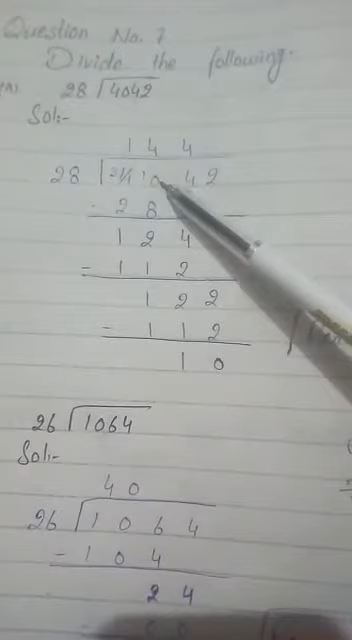 Question No. 7
Divide the following.
28 √4042
Sol:-
1 4 4
28 4 0 4 2
- 2 8
1 2 4
= 1 1 2
1 2 2
= 1 1 2
1 0
26 √1064
Sol:-
4 0
26 √1 0 6 4
- 1 0 4
2 4